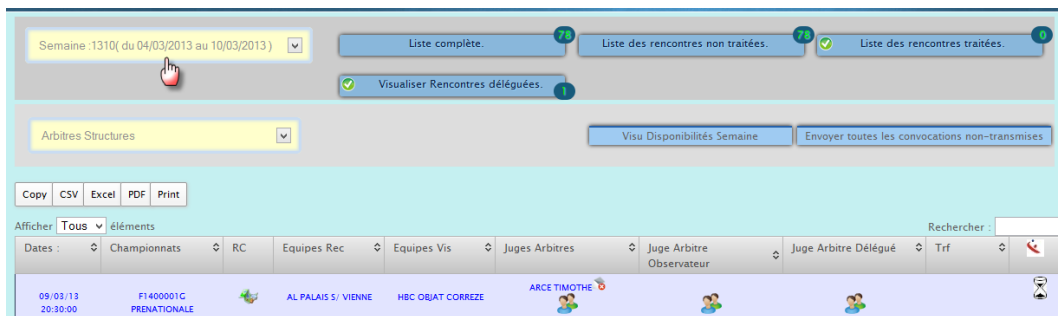 Semaine :1310( du 04/03/2013 au 10/03/2013 )
Liste complète. 78
Liste des rencontres non traitées. 78
Liste des rencontres traitées. 0
Visualiser Rencontres déléguées. 1
Arbitres Structures
Visu Disponibilités Semaine
Envoyer toutes les convocations non-transmises
Copy CSV Excel PDF Print
Afficher Tous éléments
Rechercher :
Dates : Championnats RC Equipes Rec Equipes Vis Juges Arbitres Juge Arbitre Observateur Juge Arbitre Délégué Trf
09/03/13
20:30:00
F1400001G
PRENATIONALE
AL PALAIS S/ VIENNE
HBC OBJAT CORREZE
ARCE TIMOTHE